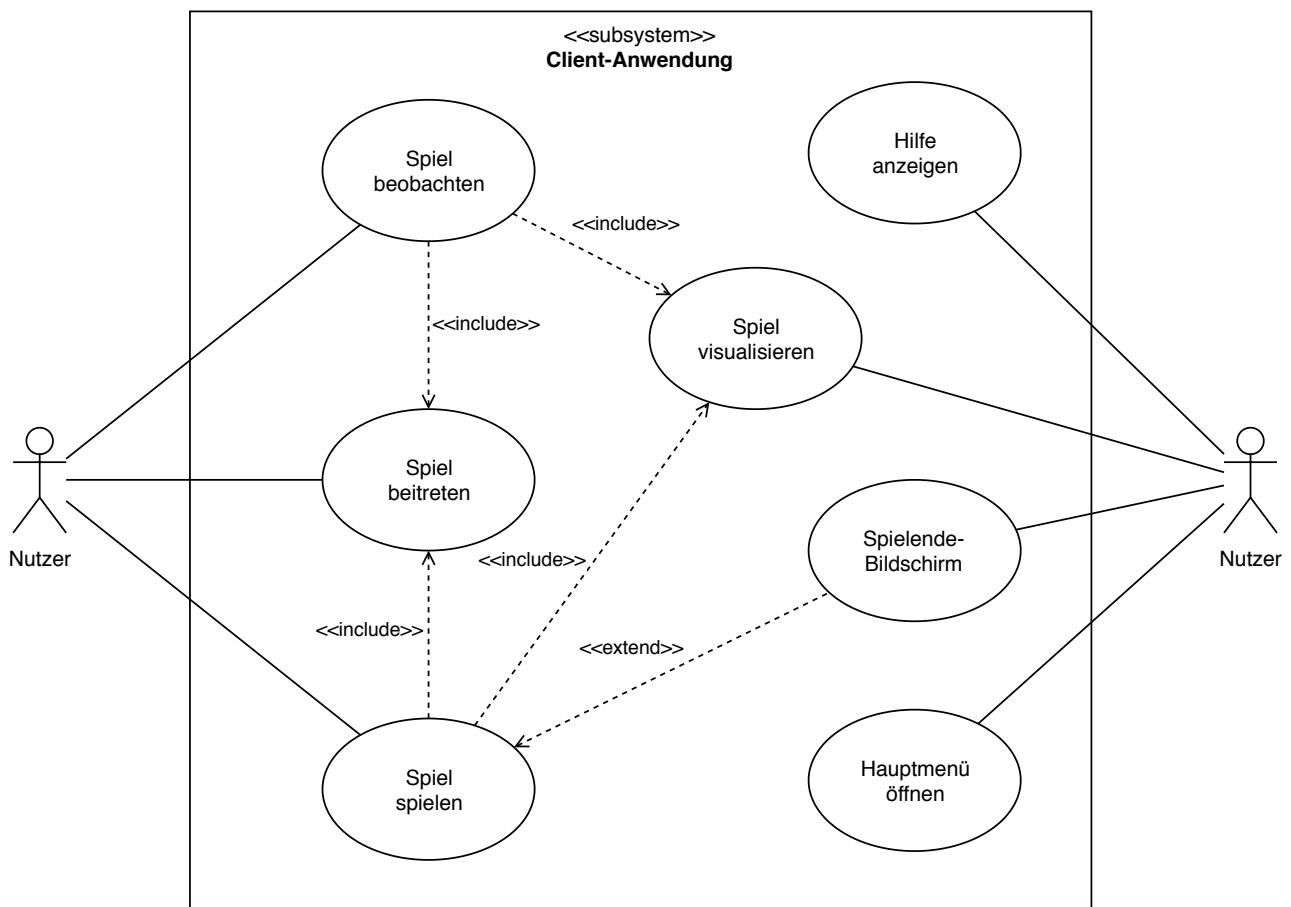 <<subsystem>>
Client-Anwendung
Spiel
beobachten
Hilfe
anzeigen
<<include>>
<<include>>
Spiel
visualisieren
Spiel
beitreten
Nutzer
Spielende-
Bildschirm
Nutzer
<<include>>
<<include>>
<<extend>>
Spiel
spielen
Hauptmenü
öffnen